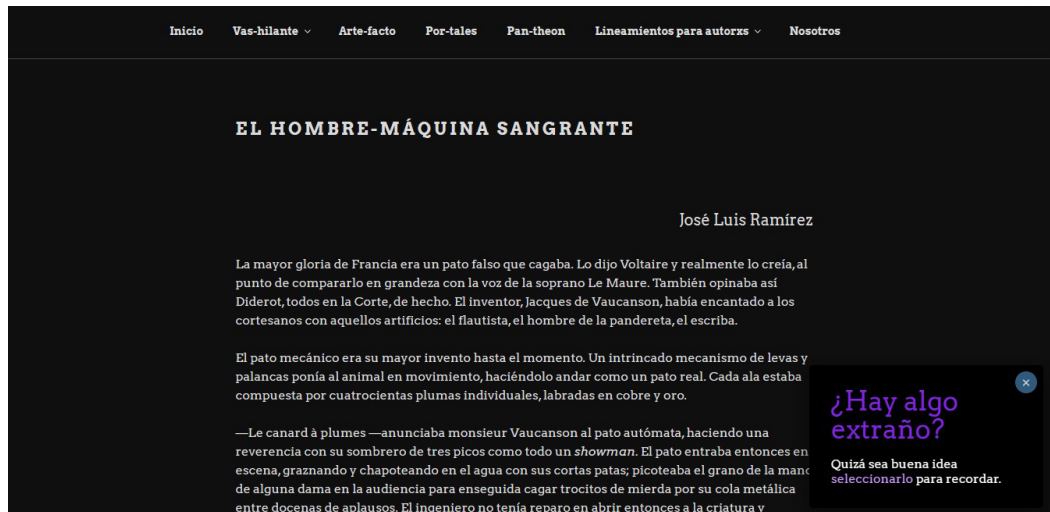 Inicio Vas-hilante Arte-facto Por-tales Pan-theon Lineamientos para autorxs Nosotros
EL HOMBRE-MÁQUINA SANGRANTE
José Luis Ramírez
La mayor gloria de Francia era un pato falso que cagaba. Lo dijo Voltaire y realmente lo creía, al
punto de compararlo en grandeza con la voz de la soprano Le Maure. También opinaba así
Diderot, todos en la Corte, de hecho. El inventor, Jacques de Vaucanson, había encantado a los
cortesanos con aquellos artificios: el flautista, el hombre de la pandereta, el escriba.
El pato mecánico era su mayor invento hasta el momento. Un intrincado mecanismo de levas y
palancas ponía al animal en movimiento, haciéndolo andar como un pato real. Cada ala estaba
compuesta por cuatrocientas plumas individuales, labradas en cobre y oro.
—Le canard à plumes —anunciaba monsieur Vaucanson al pato autómata, haciendo una
reverencia con su sombrero de tres picos como todo un showman. El pato entraba entonces en
escena, graznando y chapoteando en el agua con sus cortas patas; picoteaba el grano de la mano
de alguna dama en la audiencia para enseguida cagar trocitos de mierda por su cola metálica
entre docenas de aplausos. El ingeniero no tenía reparo en abrir entonces a la criatura y
¿Hay algo
extraño?
Quizá sea buena idea
seleccionarlo para recordar.